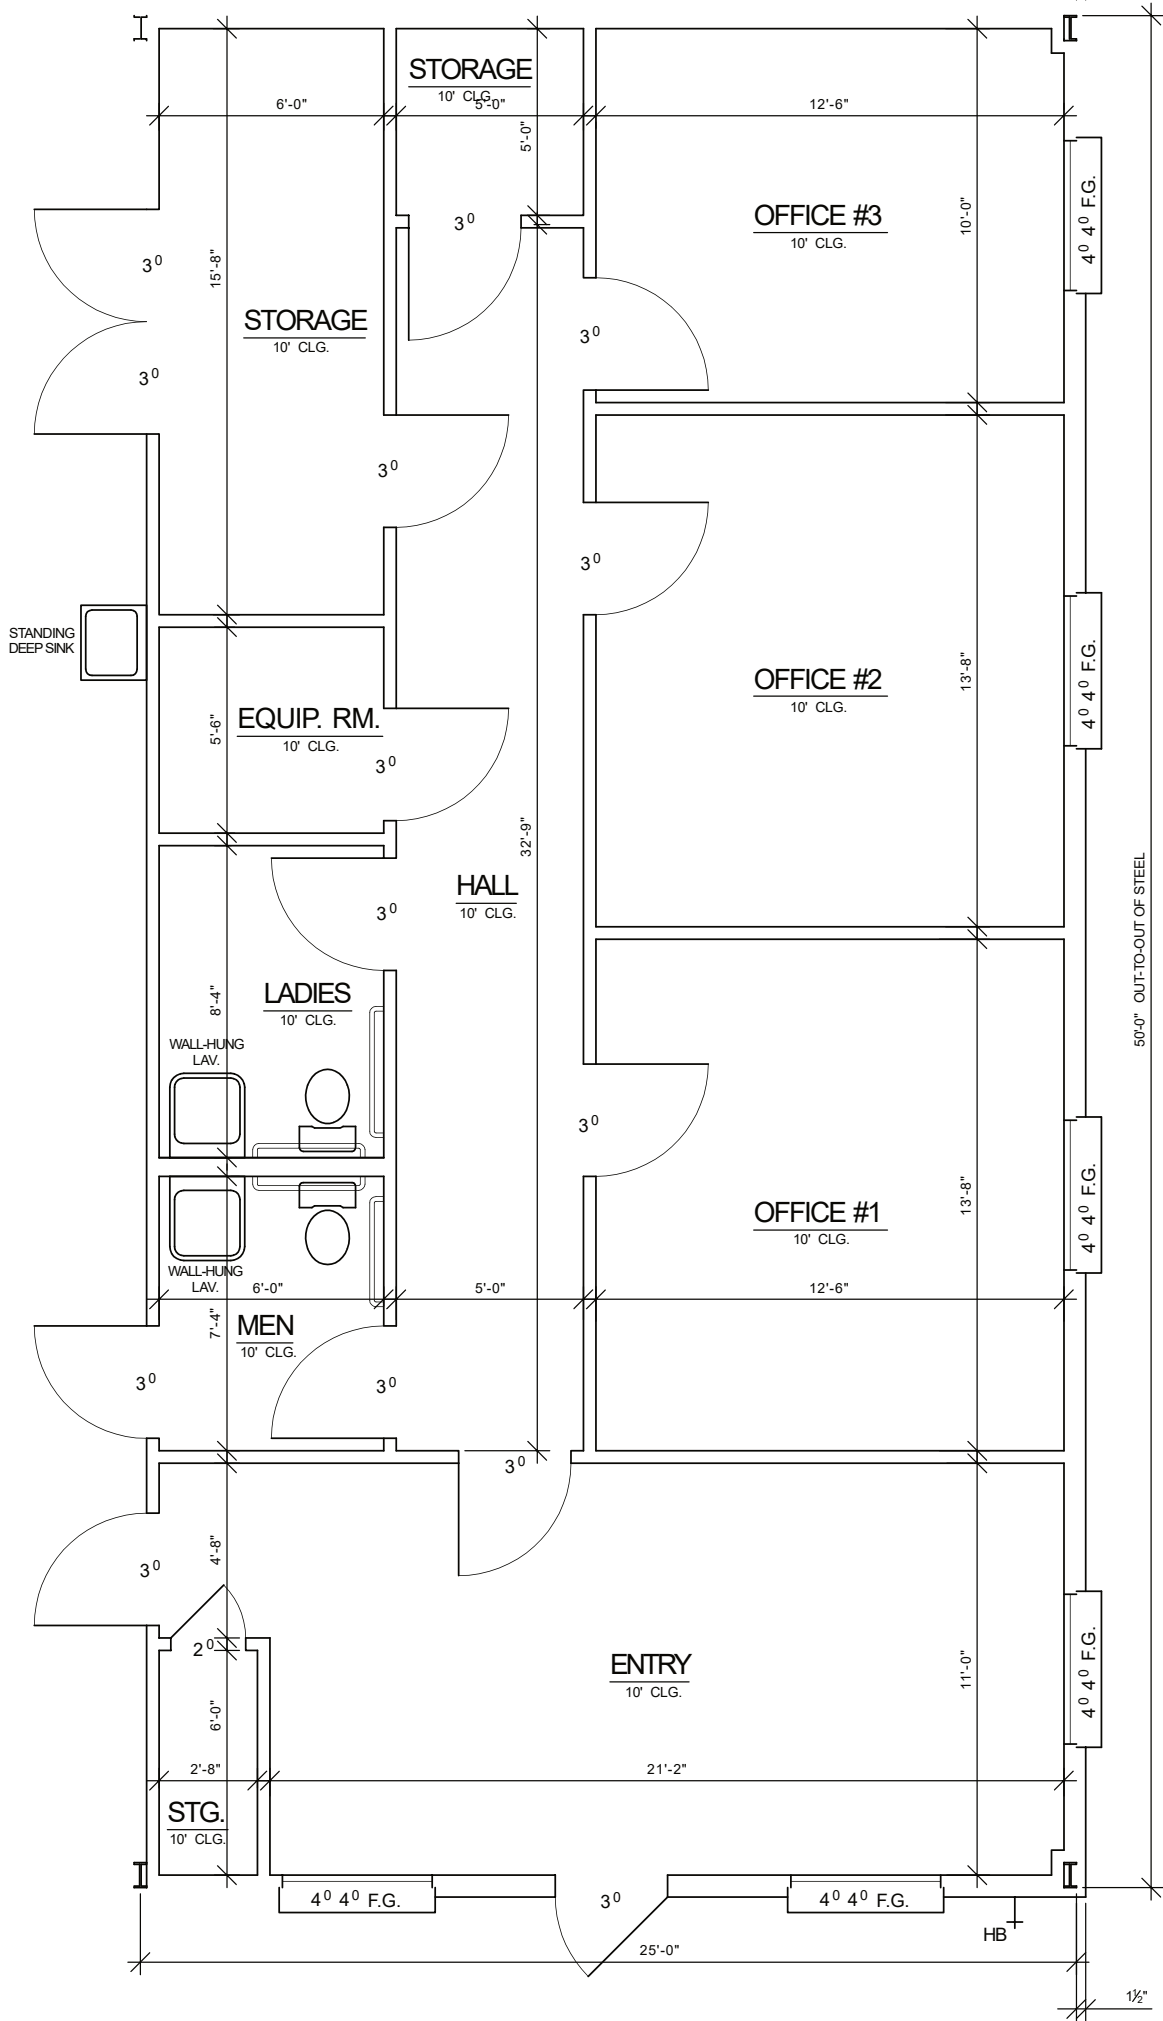 STORAGE
10' CLG.
6'-0"
5'-0"
12'-6"
5'-0"
OFFICE #3
10' CLG.
10'-0"
4⁰ 4⁰ F.G.
3⁰
3⁰
15'-8"
STORAGE
10' CLG.
3⁰
3⁰
3⁰
3⁰
STANDING
DEEP SINK
OFFICE #2
10' CLG.
13'-8"
4⁰ 4⁰ F.G.
EQUIP. RM.
10' CLG.
5'-6"
3⁰
32'-9"
HALL
10' CLG.
3⁰
50'-0" OUT-TO-OUT OF STEEL
LADIES
10' CLG.
8'-4"
WALL-HUNG
LAV.
3⁰
OFFICE #1
10' CLG.
13'-8"
4⁰ 4⁰ F.G.
WALL-HUNG
LAV.
6'-0"
5'-0"
12'-6"
7'-4"
MEN
10' CLG.
3⁰
3⁰
3⁰
4'-8"
3⁰
2⁰
ENTRY
10' CLG.
11'-0"
4⁰ 4⁰ F.G.
6'-0"
2'-8"
21'-2"
STG.
10' CLG.
4⁰ 4⁰ F.G.
3⁰
4⁰ 4⁰ F.G.
HB
25'-0"
1½"